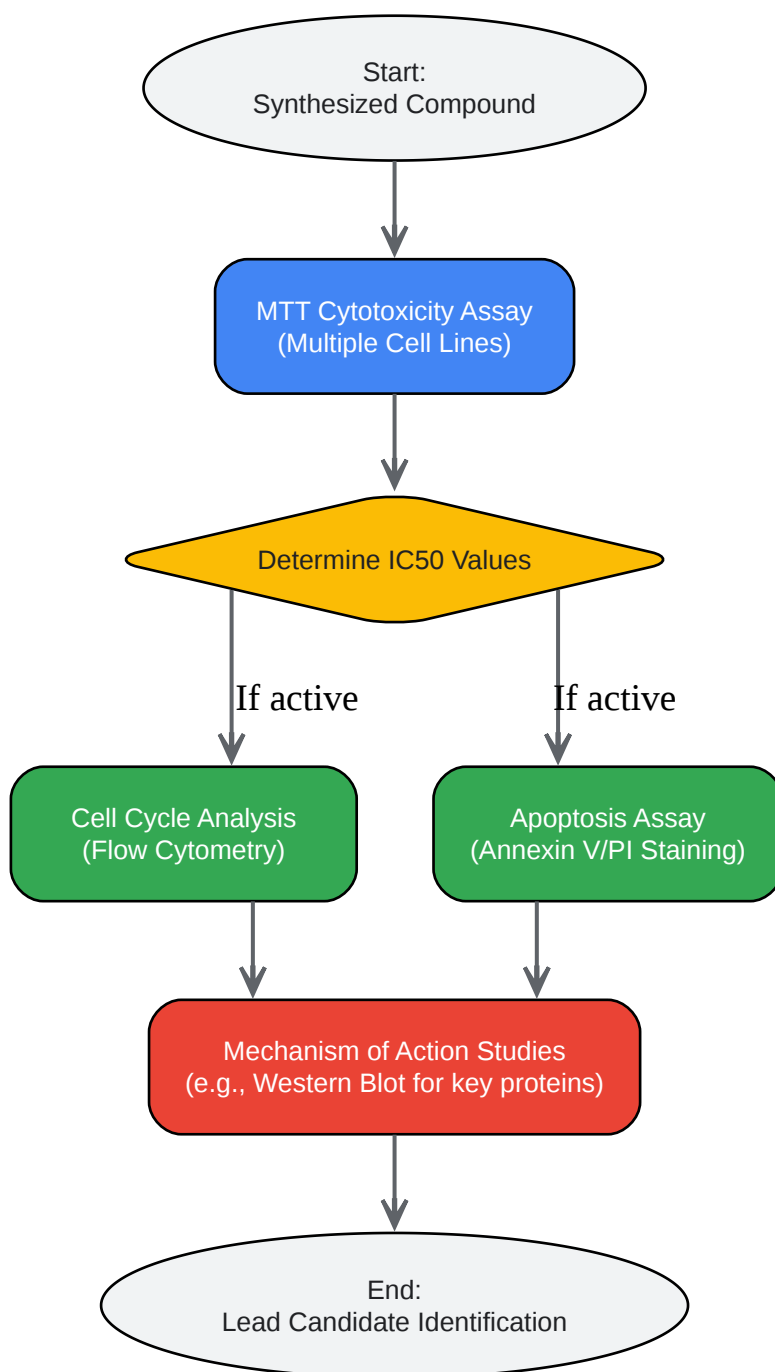 Start:
Synthesized Compound
MTT Cytotoxicity Assay
(Multiple Cell Lines)
Determine IC50 Values
If active
If active
Cell Cycle Analysis
(Flow Cytometry)
Apoptosis Assay
(Annexin V/PI Staining)
Mechanism of Action Studies
(e.g., Western Blot for key proteins)
End:
Lead Candidate Identification